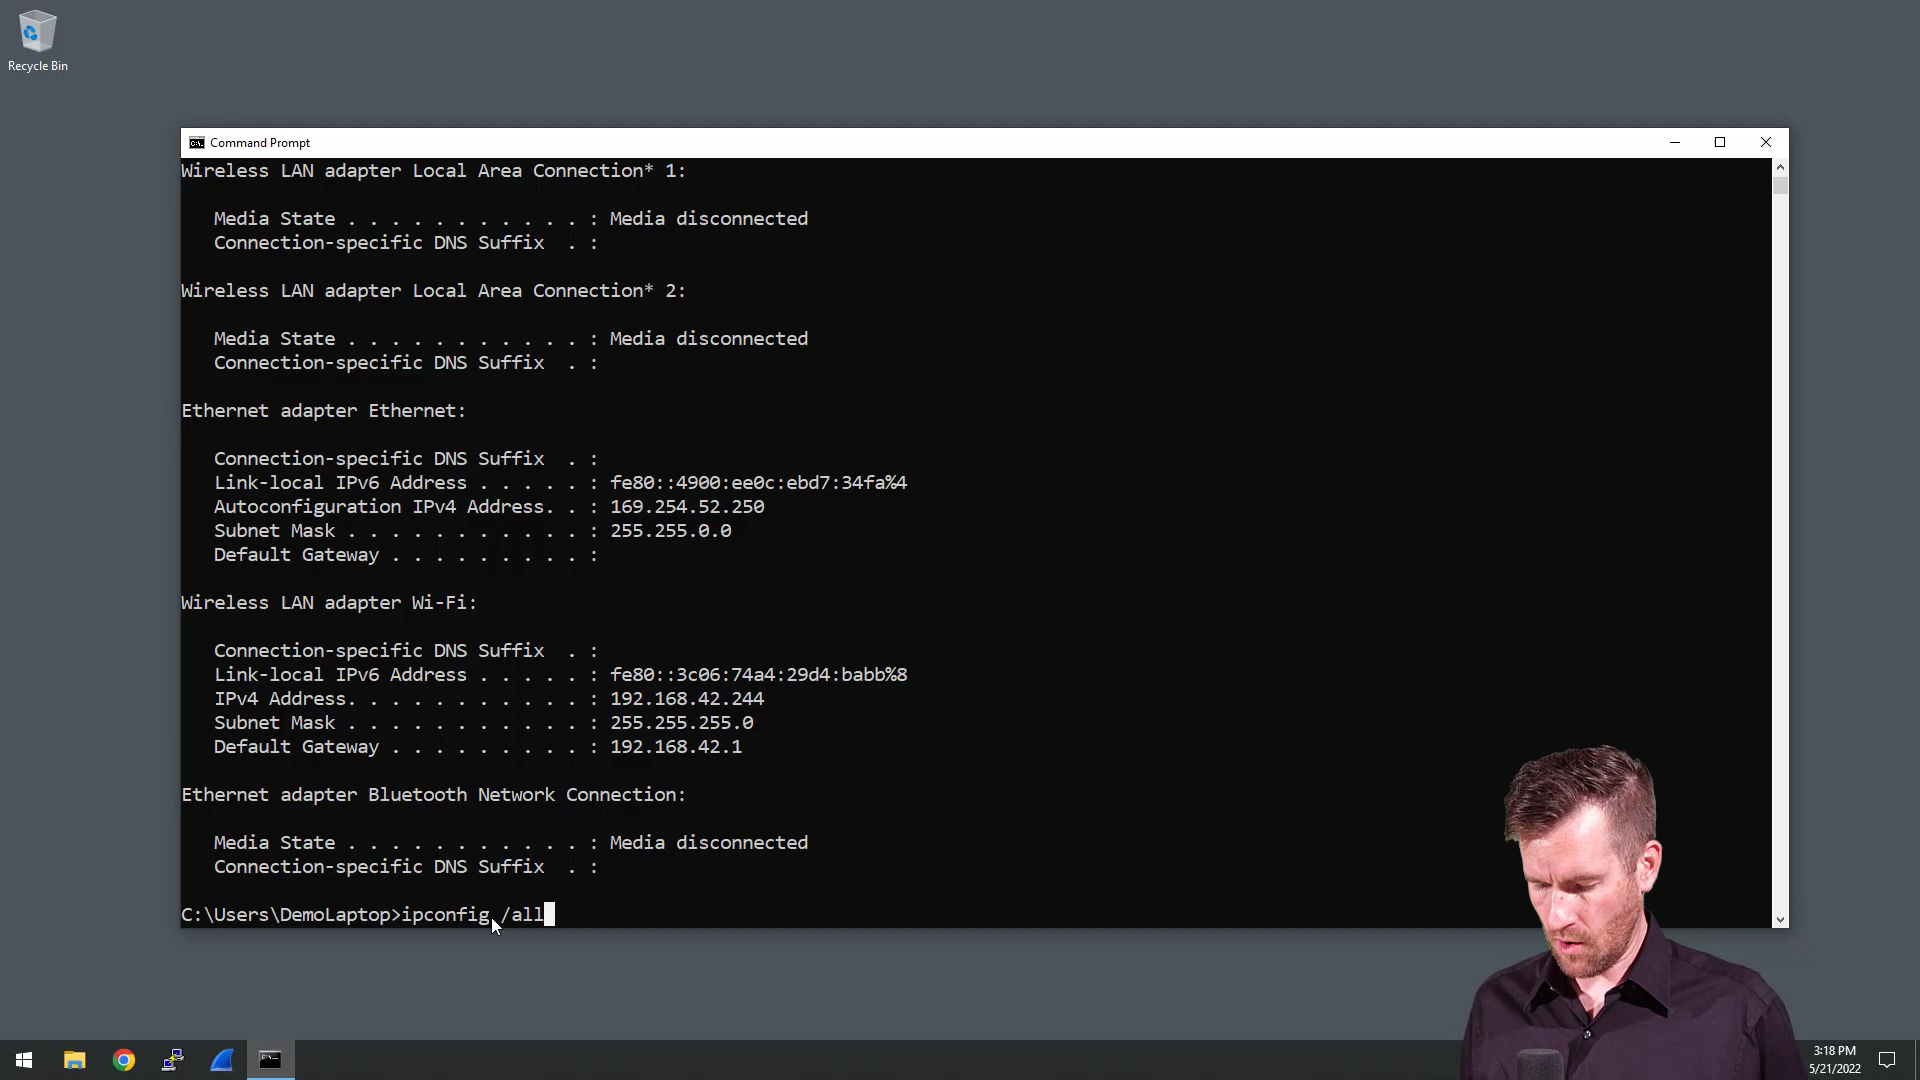 Recycle Bin
Command Prompt
Wireless LAN adapter Local Area Connection* 1:
Media State . . . . . . . . . . . : Media disconnected
Connection-specific DNS Suffix  . :
Wireless LAN adapter Local Area Connection* 2:
Media State . . . . . . . . . . . : Media disconnected
Connection-specific DNS Suffix  . :
Ethernet adapter Ethernet:
Connection-specific DNS Suffix  . :
Link-local IPv6 Address . . . . . : fe80::4900:ee0c:ebd7:34fa%4
Autoconfiguration IPv4 Address. . : 169.254.52.250
Subnet Mask . . . . . . . . . . . : 255.255.0.0
Default Gateway . . . . . . . . . :
Wireless LAN adapter Wi-Fi:
Connection-specific DNS Suffix  . :
Link-local IPv6 Address . . . . . : fe80::3c06:74a4:29d4:babb%8
IPv4 Address. . . . . . . . . . . : 192.168.42.244
Subnet Mask . . . . . . . . . . . : 255.255.255.0
Default Gateway . . . . . . . . . : 192.168.42.1
Ethernet adapter Bluetooth Network Connection:
Media State . . . . . . . . . . . : Media disconnected
Connection-specific DNS Suffix  . :
C:\Users\DemoLaptop>ipconfig /all
3:18 PM
5/21/2022